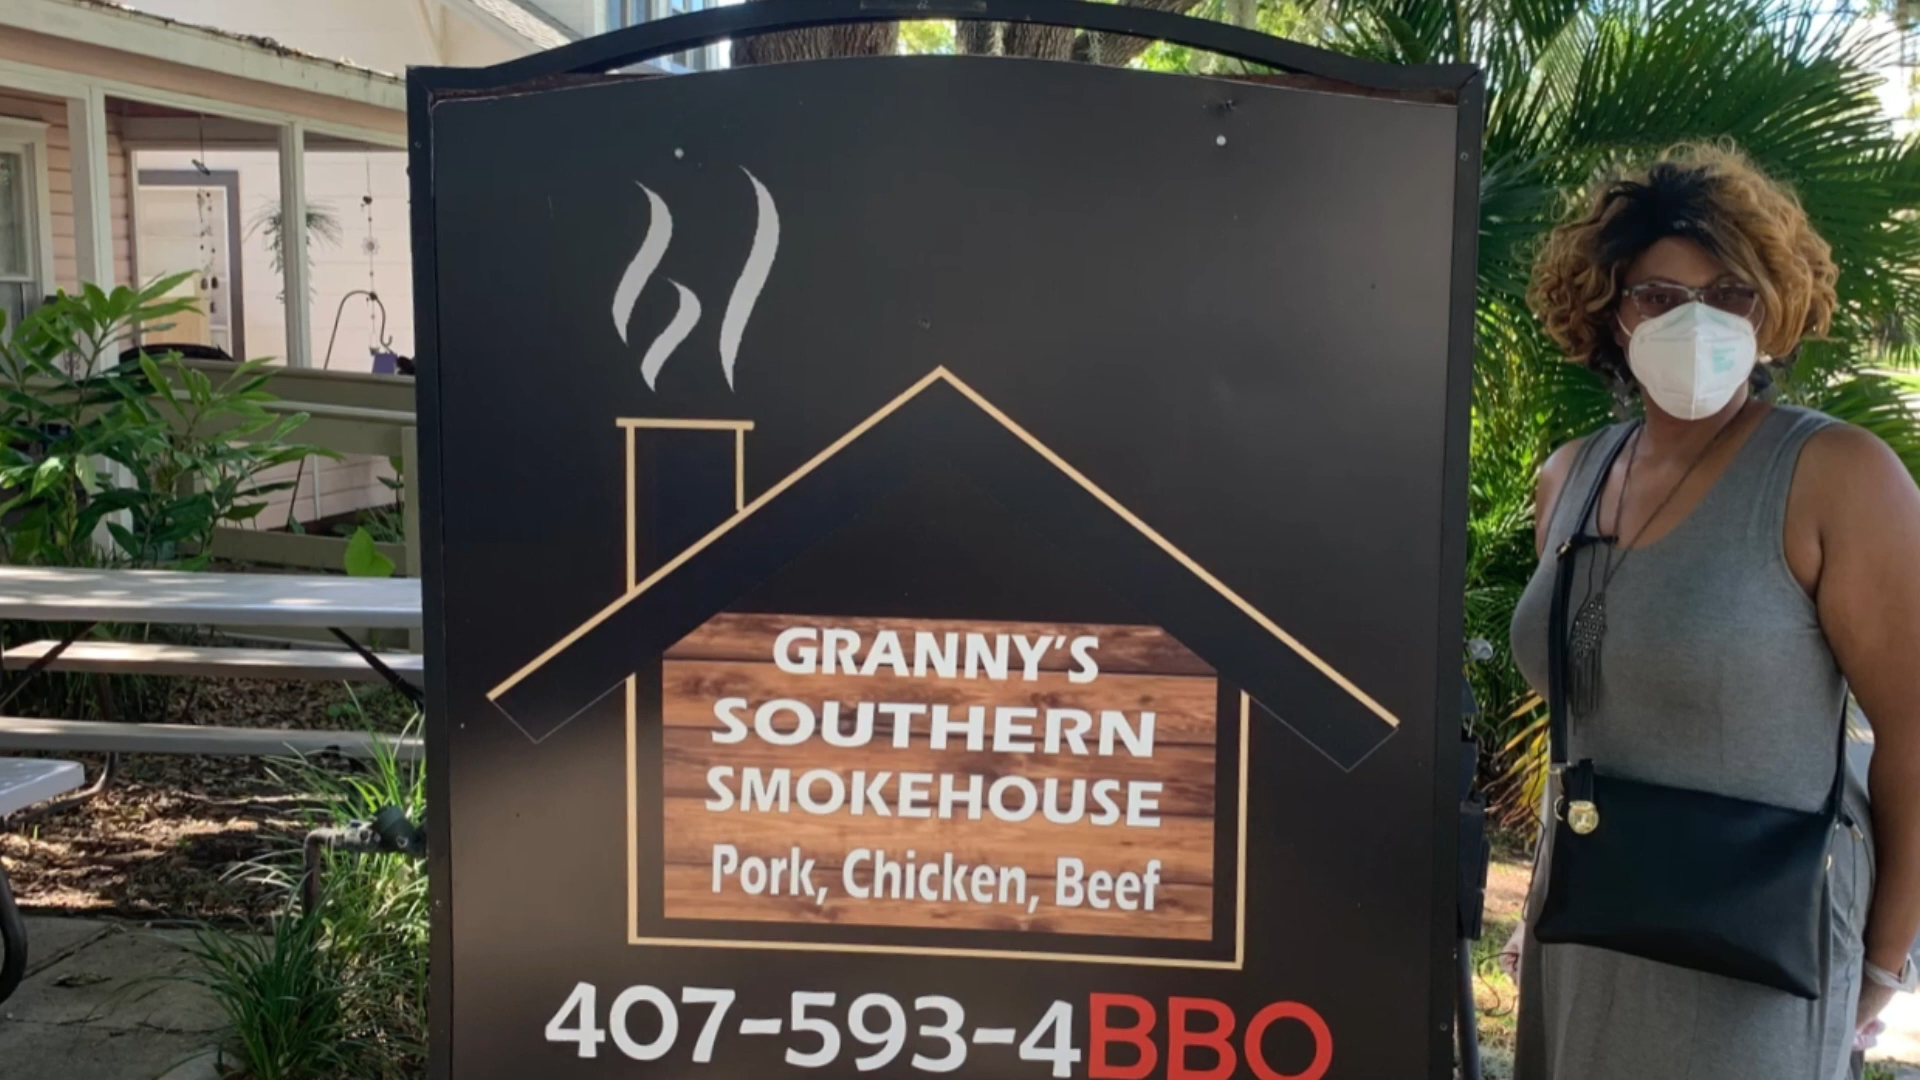 GRANNY'S
SOUTHERN
SMOKEHOUSE
Pork, Chicken, Beef
407-593-4BBQ